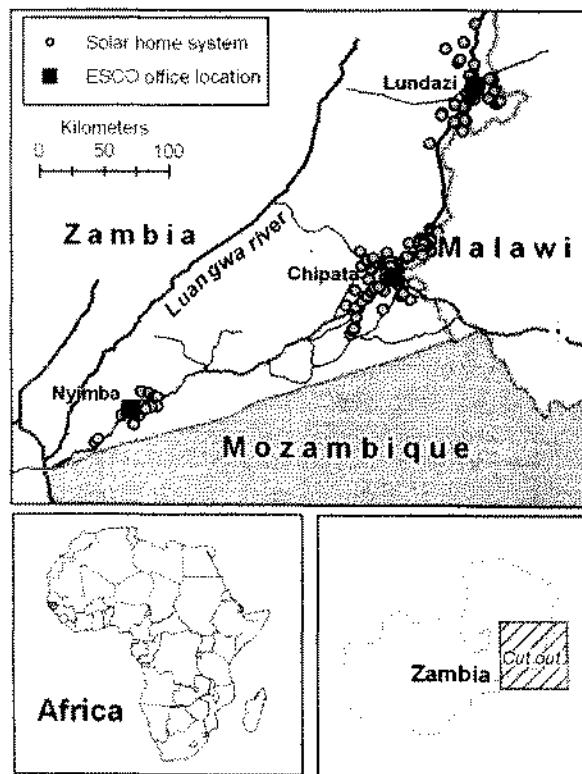 Solar home system
ESCO office location
Kilometers
0 50 100
Lundazi
Zambia
Luangwa river
Malawi
Chipata
Nyimba
Mozambique
Africa
Zambia
Cut out